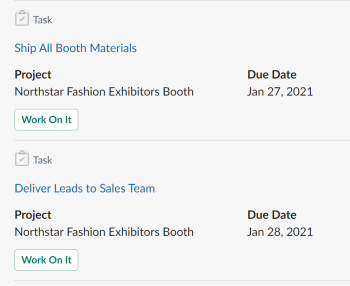 Task
Ship All Booth Materials
Project Due Date
Northstar Fashion Exhibitors Booth Jan 27, 2021
Work On It
Task
Deliver Leads to Sales Team
Project Due Date
Northstar Fashion Exhibitors Booth Jan 28, 2021
Work On It